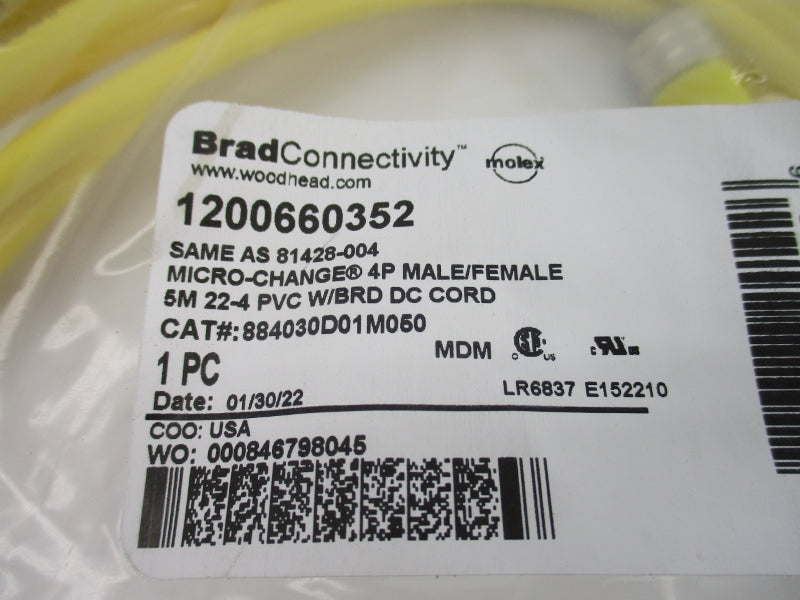 BradConnectivity™ molex
www.woodhead.com
1200660352
SAME AS 81428-004
MICRO-CHANGE® 4P MALE/FEMALE
5M 22-4 PVC W/BRD DC CORD
CAT#:884030D01M050
MDM
1 PC
LR6837 E152210
Date: 01/30/22
COO: USA
WO: 000846798045